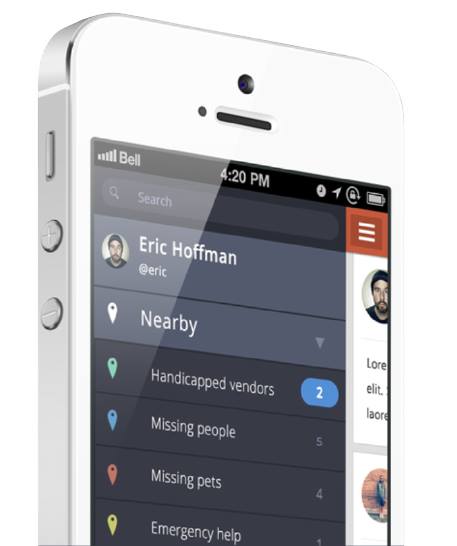 Bell
4:20 PM
Search
Eric Hoffman
@eric
Nearby
Handicapped vendors 2
Missing people 5
Missing pets 4
Emergency help 1
Lore
elit.
laore